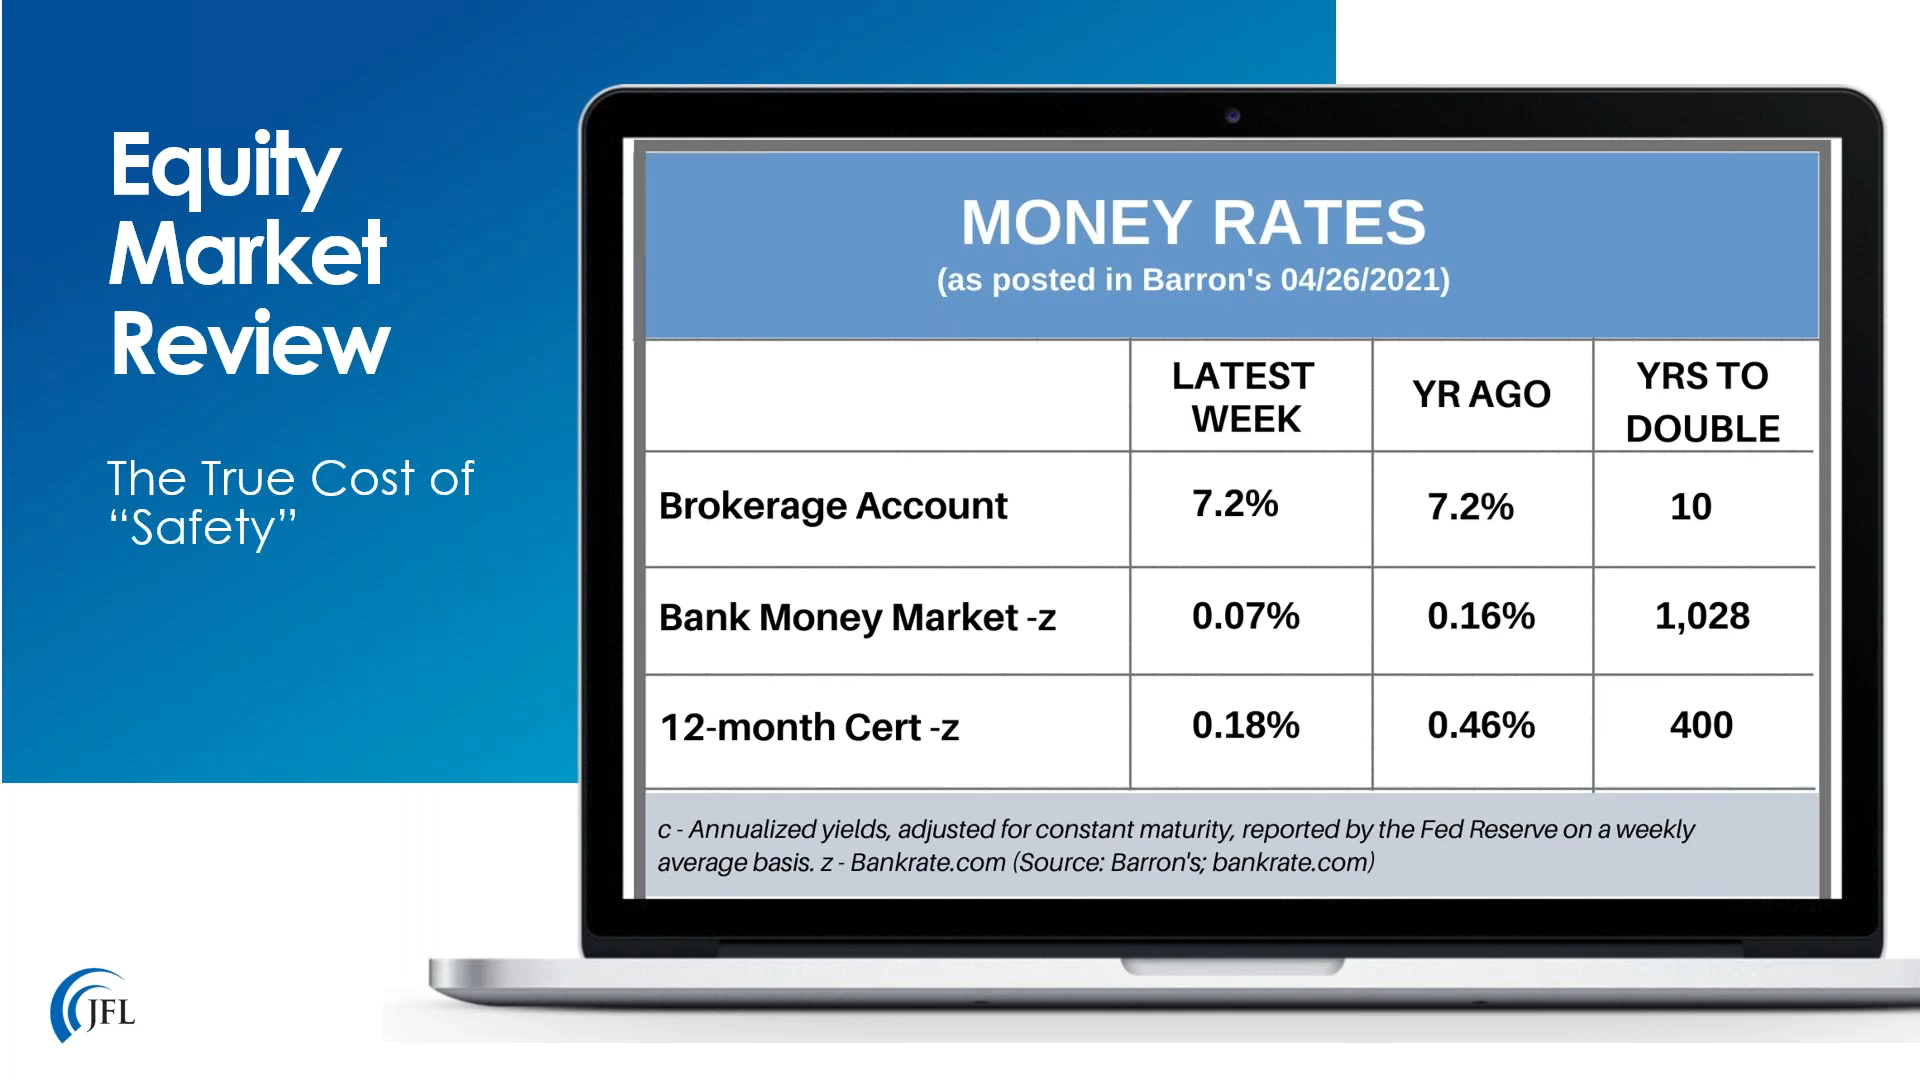 Equity
Market
Review
The True Cost of
“Safety”
MONEY RATES
(as posted in Barron's 04/26/2021)
LATEST WEEK YR AGO YRS TO DOUBLE
Brokerage Account 7.2% 7.2% 10
Bank Money Market -z 0.07% 0.16% 1,028
12-month Cert -z 0.18% 0.46% 400
c - Annualized yields, adjusted for constant maturity, reported by the Fed Reserve on a weekly
average basis. z - Bankrate.com (Source: Barron's; bankrate.com)
JFL